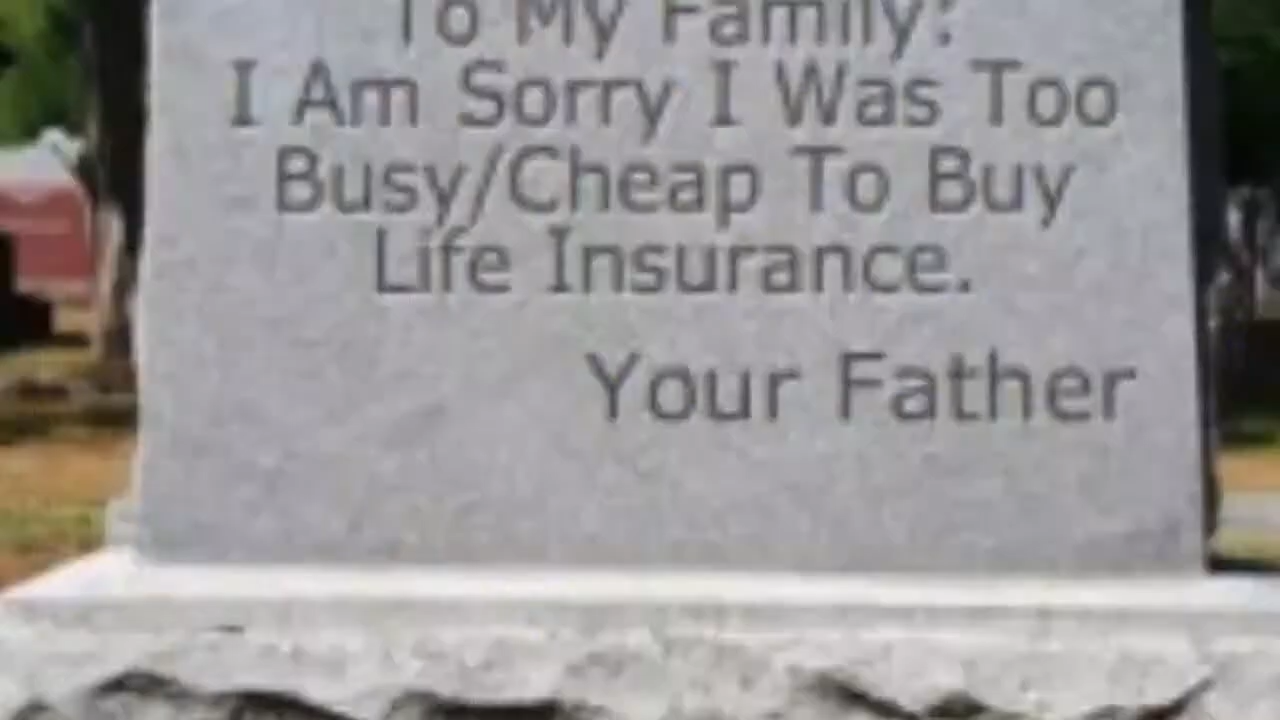 To My Family:
I Am Sorry I Was Too
Busy/Cheap To Buy
Life Insurance.
Your Father